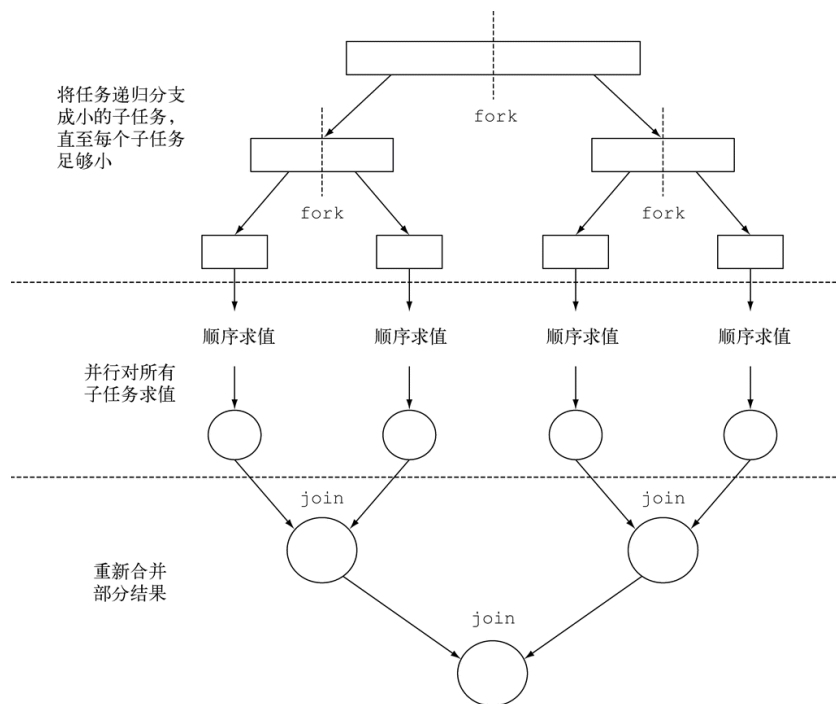 将任务递归分支
成小的子任务，
直至每个子任务
足够小
fork
fork
fork
顺序求值
顺序求值
顺序求值
顺序求值
并行对所有
子任务求值
join
join
重新合并
部分结果
join